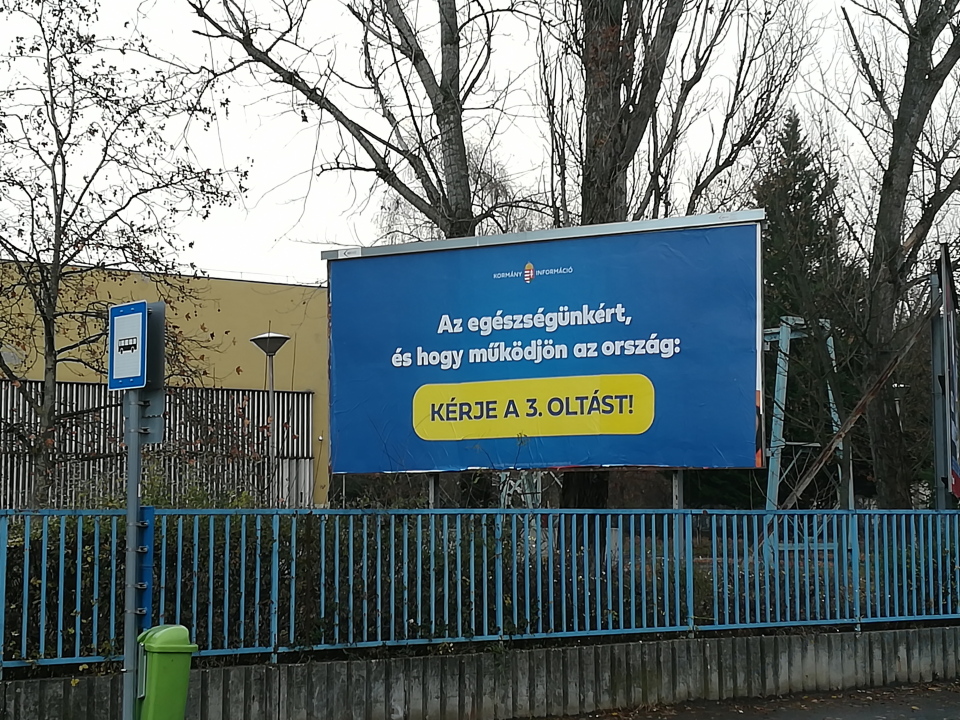 KORMÁNY INFORMÁCIÓ
Az egészségünkért,
és hogy működjön az ország:
KÉRJE A 3. OLTÁST!